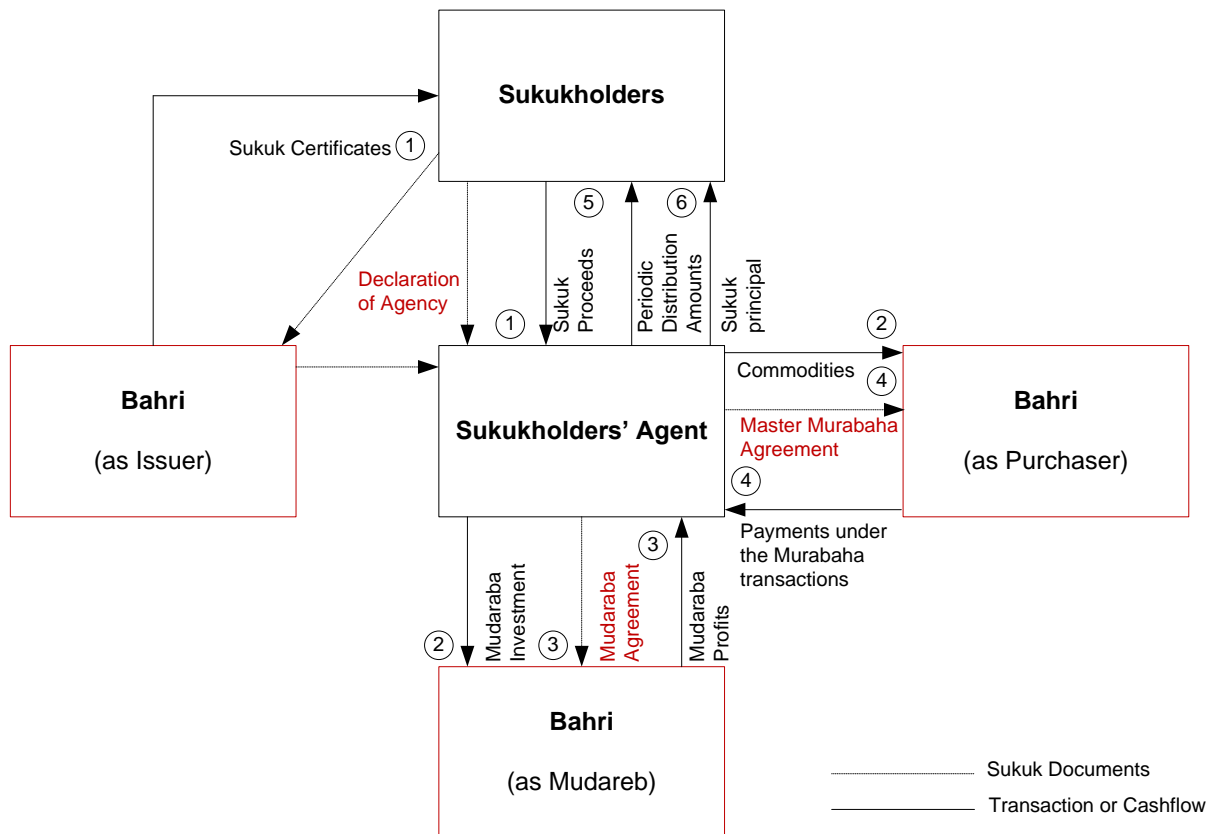 Sukukholders
Sukuk Certificates
1
5
6
Declaration
of Agency
Sukuk
Proceeds
Periodic
Distribution
Amounts
Sukuk
principal
1
2
Bahri
(as Issuer)
Sukukholders’ Agent
Commodities
4
Master Murabaha
Agreement
4
Bahri
(as Purchaser)
Payments under
the Murabaha
transactions
3
Mudaraba
Investment
Mudaraba
Agreement
Mudaraba
Profits
2
3
Bahri
(as Mudareb)
Sukuk Documents
Transaction or Cashflow